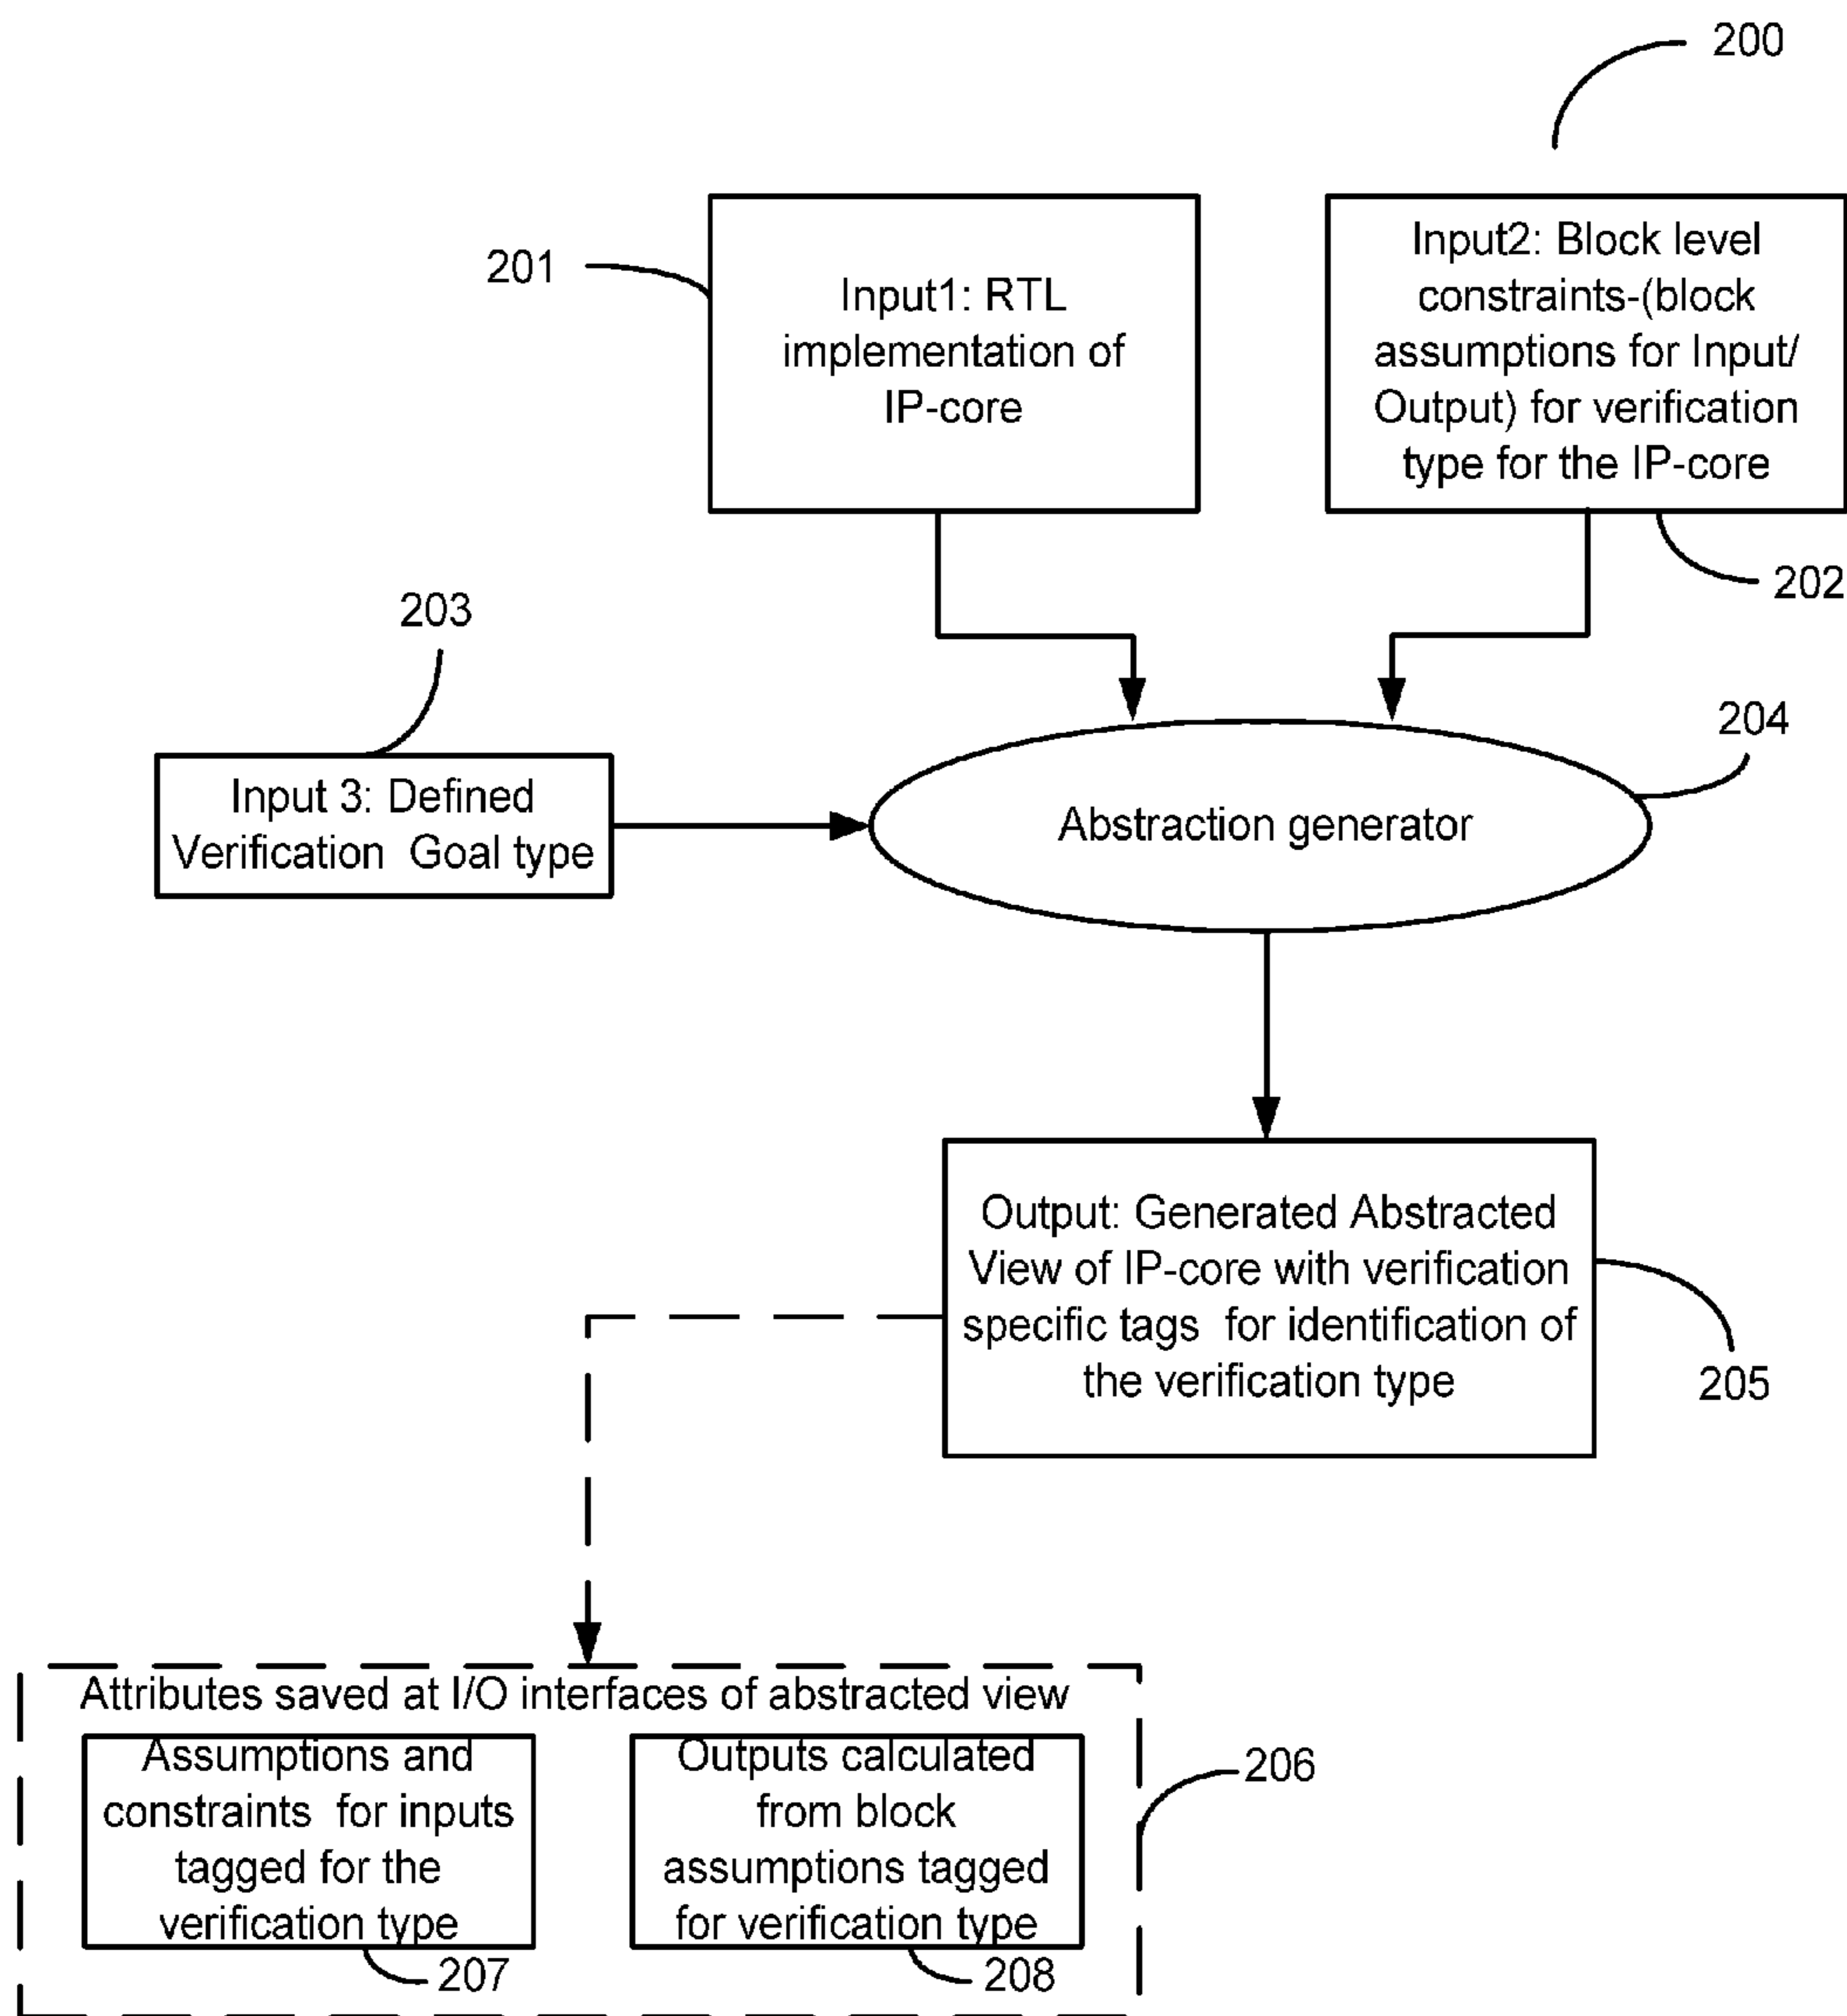 200
Input1: RTL
implementation of
IP-core
201
Input2: Block level
constraints-(block
assumptions for Input/
Output) for verification
type for the IP-core
202
203
Input 3: Defined
Verification Goal type
204
Abstraction generator
Output: Generated Abstracted
View of IP-core with verification
specific tags for identification of
the verification type
205
Attributes saved at I/O interfaces of abstracted view
Assumptions and
constraints for inputs
tagged for the
verification type
207
Outputs calculated
from block
assumptions tagged
for verification type
208
206